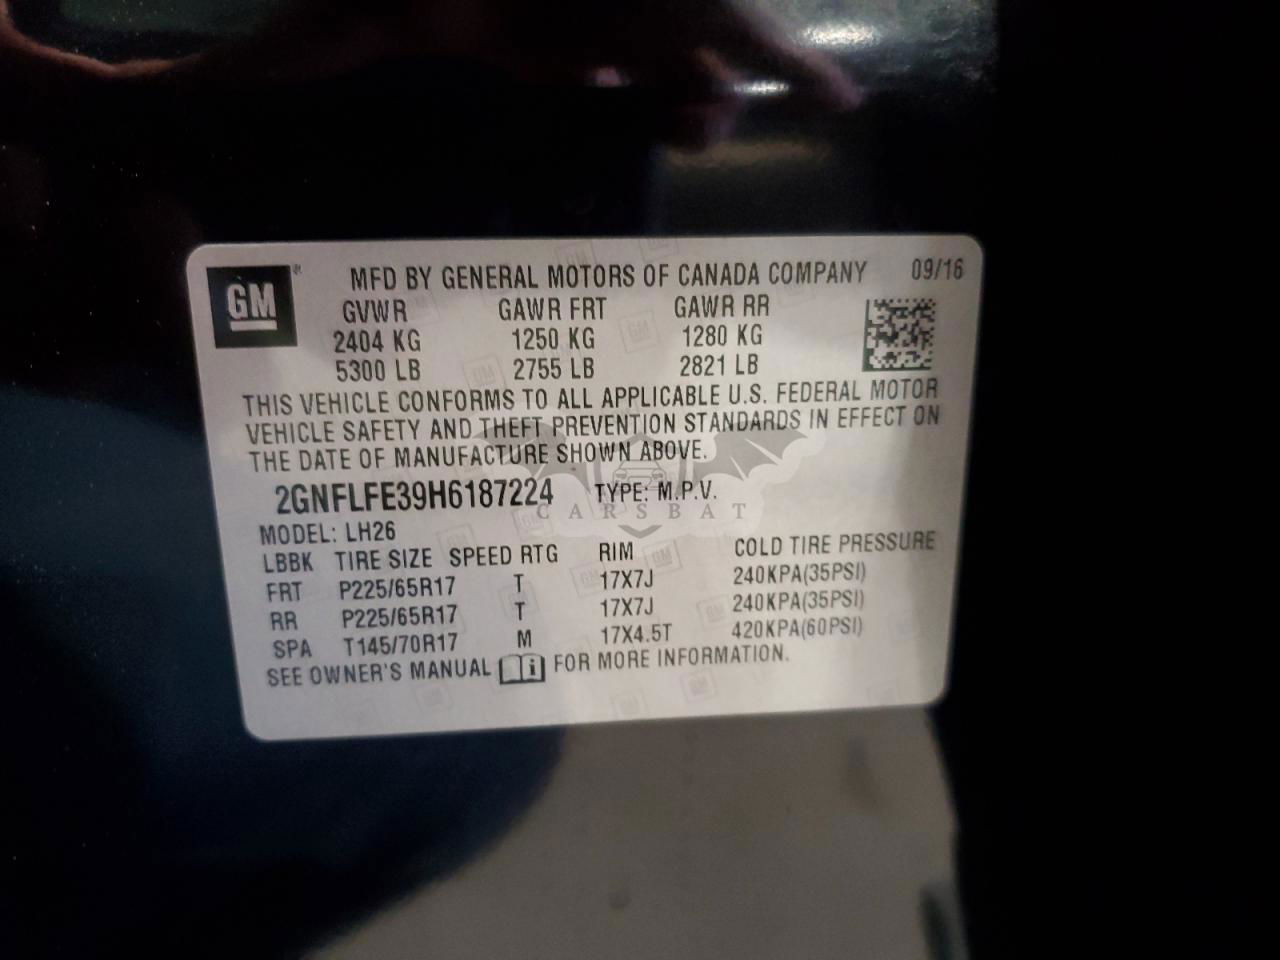 GM MFD BY GENERAL MOTORS OF CANADA COMPANY 09/16
GVWR GAWR FRT GAWR RR
2404 KG 1250 KG 1280 KG
5300 LB 2755 LB 2821 LB
THIS VEHICLE CONFORMS TO ALL APPLICABLE U.S. FEDERAL MOTOR
VEHICLE SAFETY AND THEFT PREVENTION STANDARDS IN EFFECT ON
THE DATE OF MANUFACTURE SHOWN ABOVE.
2GNFLFE39H6187224 TYPE: M.P.V.
CARSBAT
MODEL: LH26
LBBK TIRE SIZE SPEED RTG RIM COLD TIRE PRESSURE
FRT P225/65R17 T 17X7J 240KPA(35PSI)
RR P225/65R17 T 17X7J 240KPA(35PSI)
SPA T145/70R17 M 17X4.5T 420KPA(60PSI)
SEE OWNER'S MANUAL i FOR MORE INFORMATION.